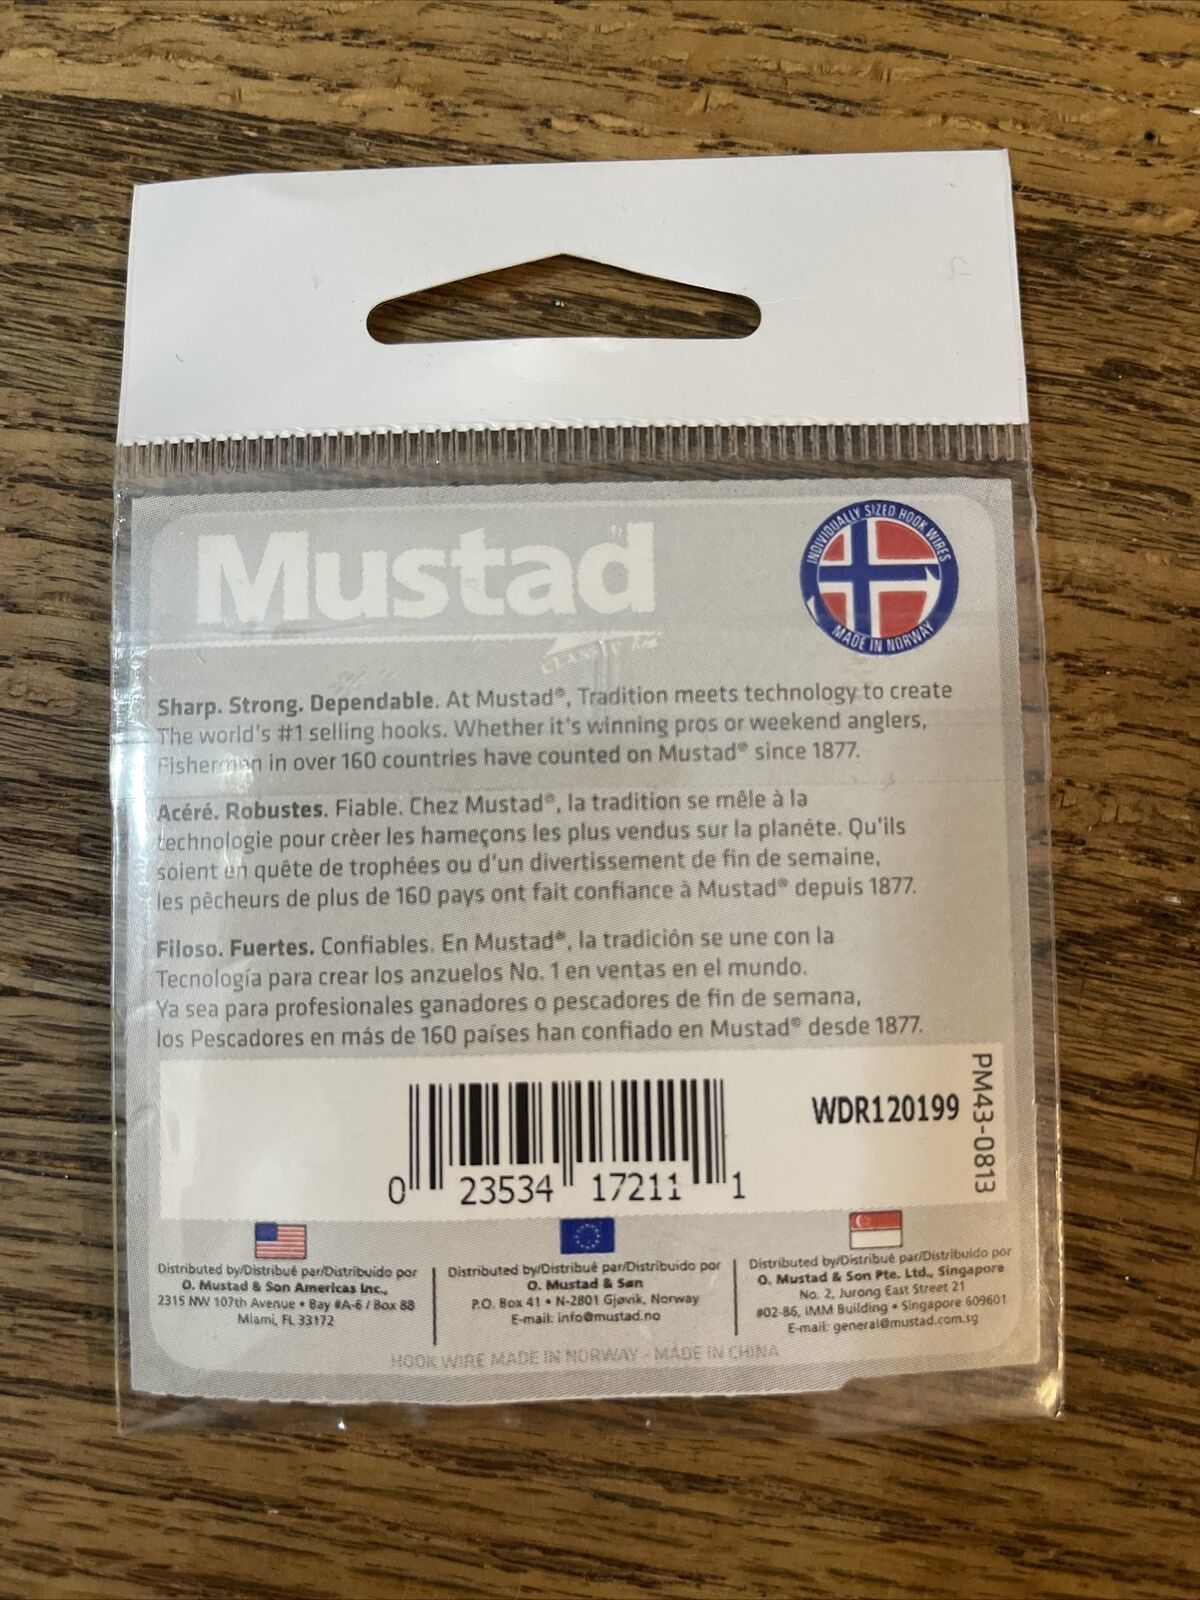 Mustad
CLASSIC
INDIVIDUALLY SIZED HOOK WIRES
MADE IN NORWAY
Sharp. Strong. Dependable. At Mustad®, Tradition meets technology to create
The world's #1 selling hooks. Whether it's winning pros or weekend anglers,
Fisherman in over 160 countries have counted on Mustad® since 1877.
Acéré. Robustes. Fiable. Chez Mustad®, la tradition se mêle à la
technologie pour crèer les hameçons les plus vendus sur la planéte. Qu'ils
soient en quête de trophées ou d'un divertissement de fin de semaine,
les pêcheurs de plus de 160 pays ont fait confiance à Mustad® depuis 1877.
Filoso. Fuertes. Confiables. En Mustad®, la tradición se une con la
Tecnología para crear los anzuelos No. 1 en ventas en el mundo.
Ya sea para profesionales ganadores o pescadores de fin de semana,
los Pescadores en más de 160 países han confiado en Mustad® desde 1877.
WDR120199
PM43-0813
0 23534 17211 1
Distributed by/Distribué par/Distribuido por
O. Mustad & Son Americas Inc.,
2315 NW 107th Avenue • Bay #A-6 / Box 88
Miami, FL 33172
Distributed by/Distribué par/Distribuido por
O. Mustad & Søn
P.O. Box 41 • N-2801 Gjøvik, Norway
E-mail: info@mustad.no
Distributed by/Distribué par/Distribuido por
O. Mustad & Son Pte. Ltd., Singapore
No. 2, Jurong East Street 21
#02-86, IMM Building • Singapore 609601
E-mail: general@mustad.com.sg
HOOK WIRE MADE IN NORWAY - MADE IN CHINA